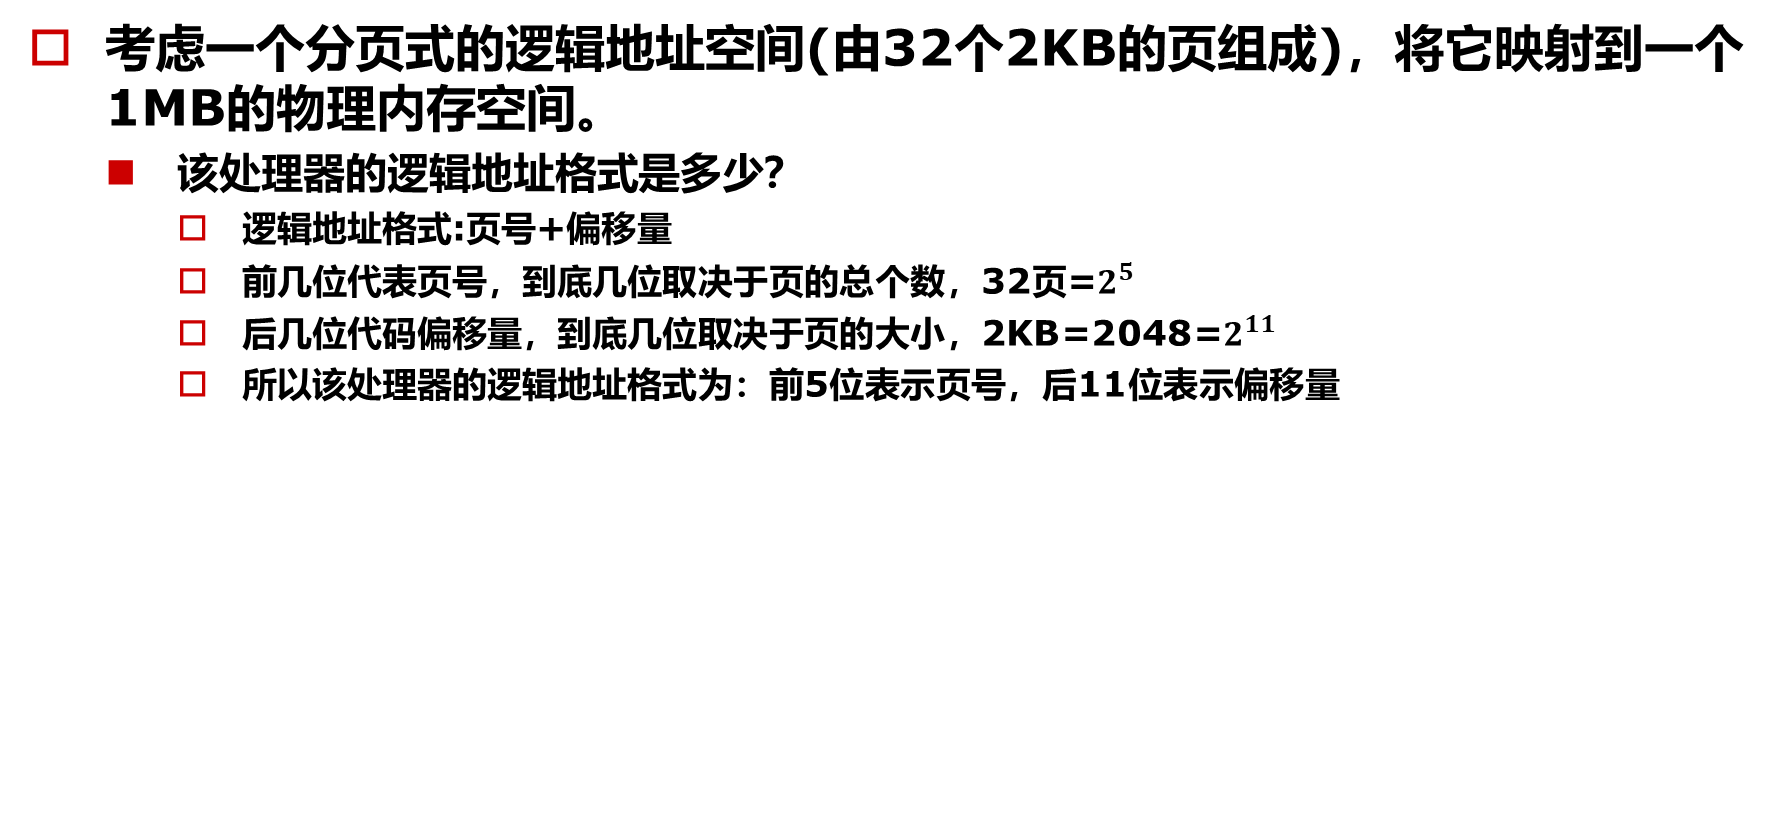 考虑一个分页式的逻辑地址空间(由32个2KB的页组成)，将它映射到一个
1MB的物理内存空间。
该处理器的逻辑地址格式是多少?
逻辑地址格式:页号+偏移量
前几位代表页号，到底几位取决于页的总个数，32页=2⁵
后几位代码偏移量，到底几位取决于页的大小，2KB=2048=2¹¹
所以该处理器的逻辑地址格式为：前5位表示页号，后11位表示偏移量